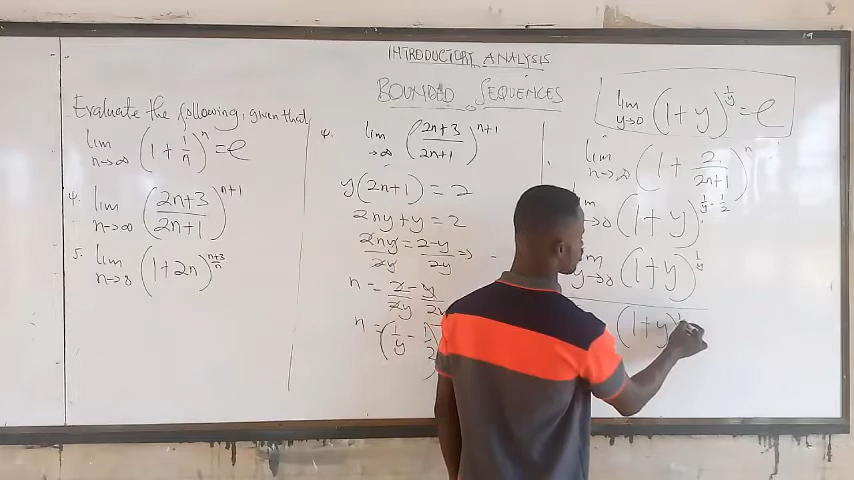 INTRODUCTORY ANALYSIS
BOUNDED SEQUENCES
Evaluate the following, given that
lim n→∞ (1 + 1/n)^n = e
4. lim n→∞ ((2n+3)/(2n+1))^(n+1)
5. lim n→0 (1+2n)^((n+3)/n)
4. lim →∞ ((2n+3)/(2n+1))^(n+1)
y(2n+1) = 2
2ny+y = 2
2ny/2y = (2-y)/2y ⇒
n = 2/2y - y/2y
n = (1/y - 1/2
lim y→0 (1+y)^(1/y) = e
lim n→∞ (1 + 2/(2n+1))^n
→0 (1+y)^(1/y - 1/2)
lim y→0 (1+y)^(1/y)
(1+y)